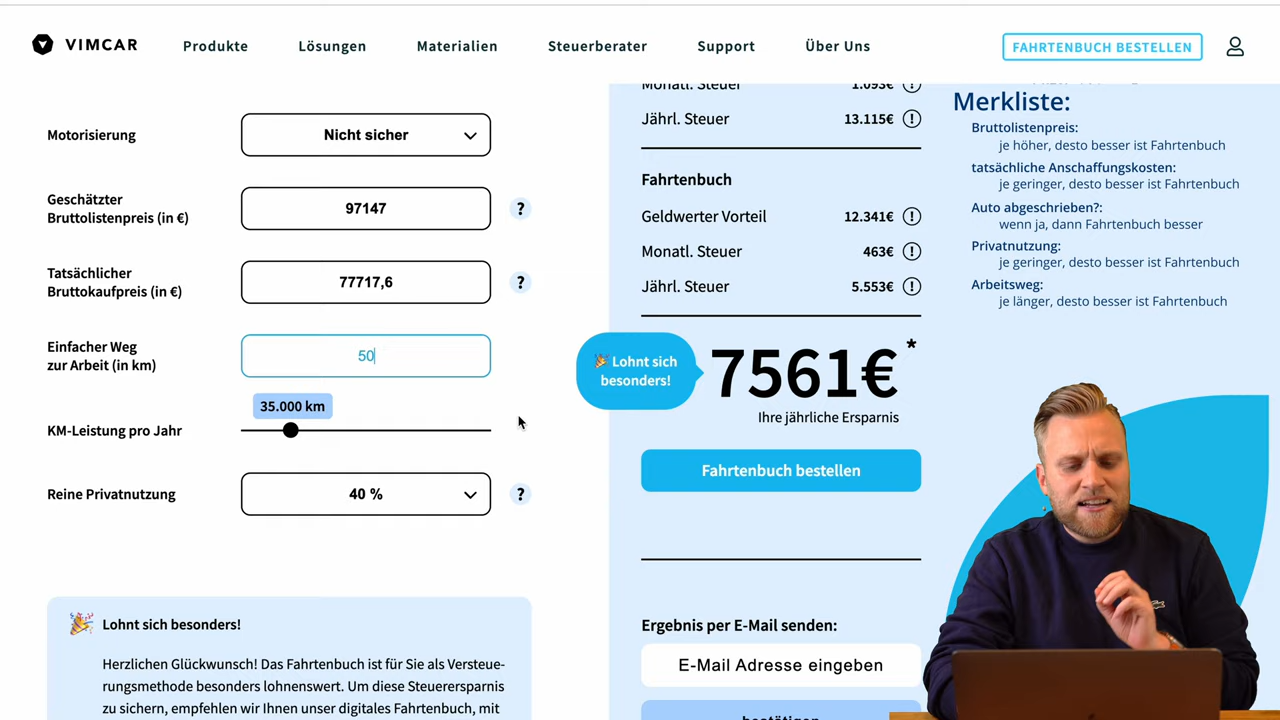 VIMCAR
Produkte
Lösungen
Materialien
Steuerberater
Support
Über Uns
FAHRTENBUCH BESTELLEN
Motorisierung
Nicht sicher
Geschätzter
Bruttolistenpreis (in €)
97147
?
Tatsächlicher
Bruttokaufpreis (in €)
77717,6
?
Einfacher Weg
zur Arbeit (in km)
50
35.000 km
KM-Leistung pro Jahr
Reine Privatnutzung
40 %
?
Lohnt sich besonders!
Herzlichen Glückwunsch! Das Fahrtenbuch ist für Sie als Versteue-
rungsmethode besonders lohnenswert. Um diese Steuerersparnis
zu sichern, empfehlen wir Ihnen unser digitales Fahrtenbuch, mit
Monatl. Steuer 1.093€ !
Jährl. Steuer 13.115€ !
Fahrtenbuch
Geldwerter Vorteil 12.341€ !
Monatl. Steuer 463€ !
Jährl. Steuer 5.553€ !
Lohnt sich
besonders!
7561€*
Ihre jährliche Ersparnis
Fahrtenbuch bestellen
Ergebnis per E-Mail senden:
E-Mail Adresse eingeben
bestätigen
Merkliste:
Bruttolistenpreis:
je höher, desto besser ist Fahrtenbuch
tatsächliche Anschaffungskosten:
je geringer, desto besser ist Fahrtenbuch
Auto abgeschrieben?:
wenn ja, dann Fahrtenbuch besser
Privatnutzung:
je geringer, desto besser ist Fahrtenbuch
Arbeitsweg:
je länger, desto besser ist Fahrtenbuch